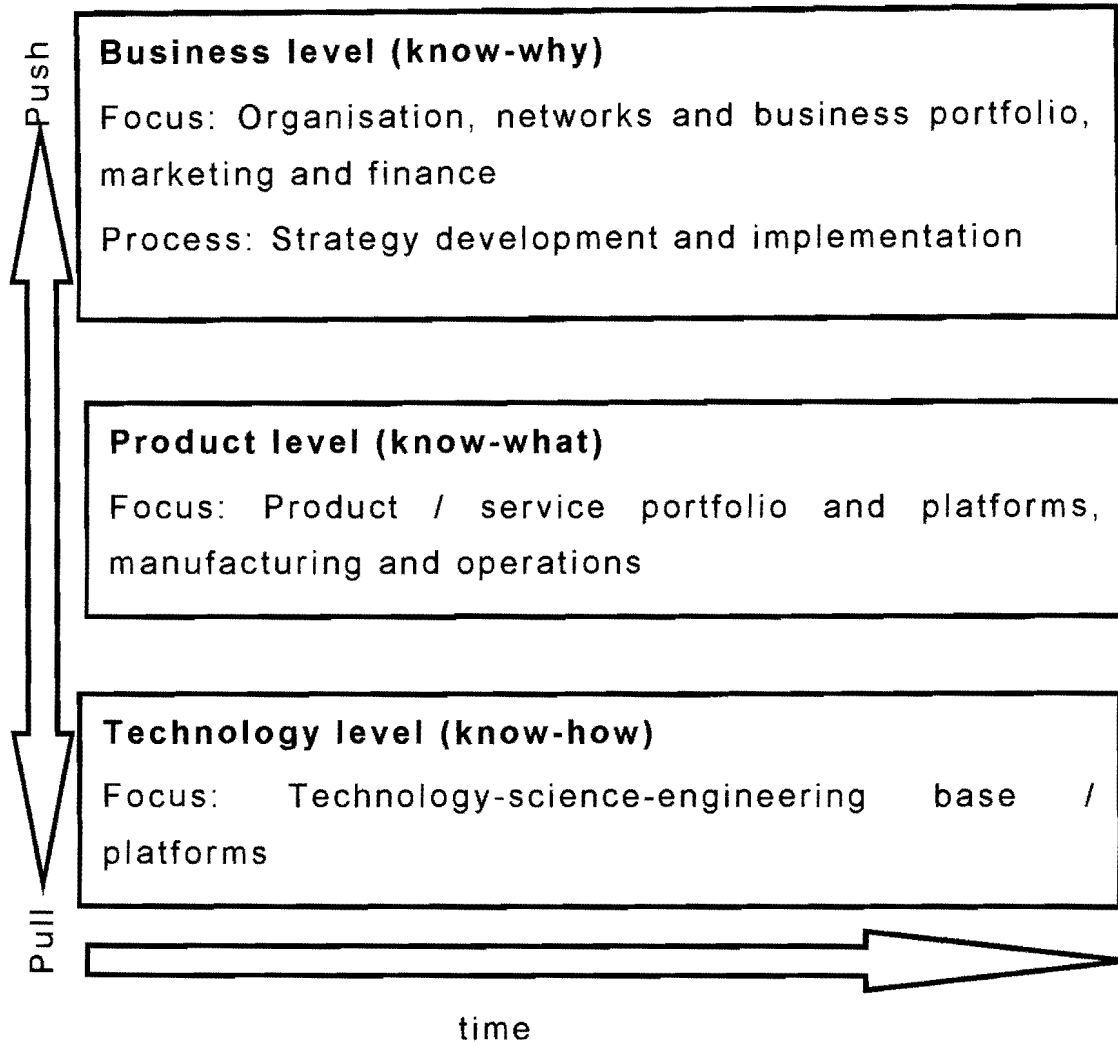 Push
Business level (know-why)
Focus: Organisation, networks and business portfolio,
marketing and finance
Process: Strategy development and implementation
Product level (know-what)
Focus: Product / service portfolio and platforms,
manufacturing and operations
Technology level (know-how)
Focus: Technology-science-engineering base /
platforms
Pull
time